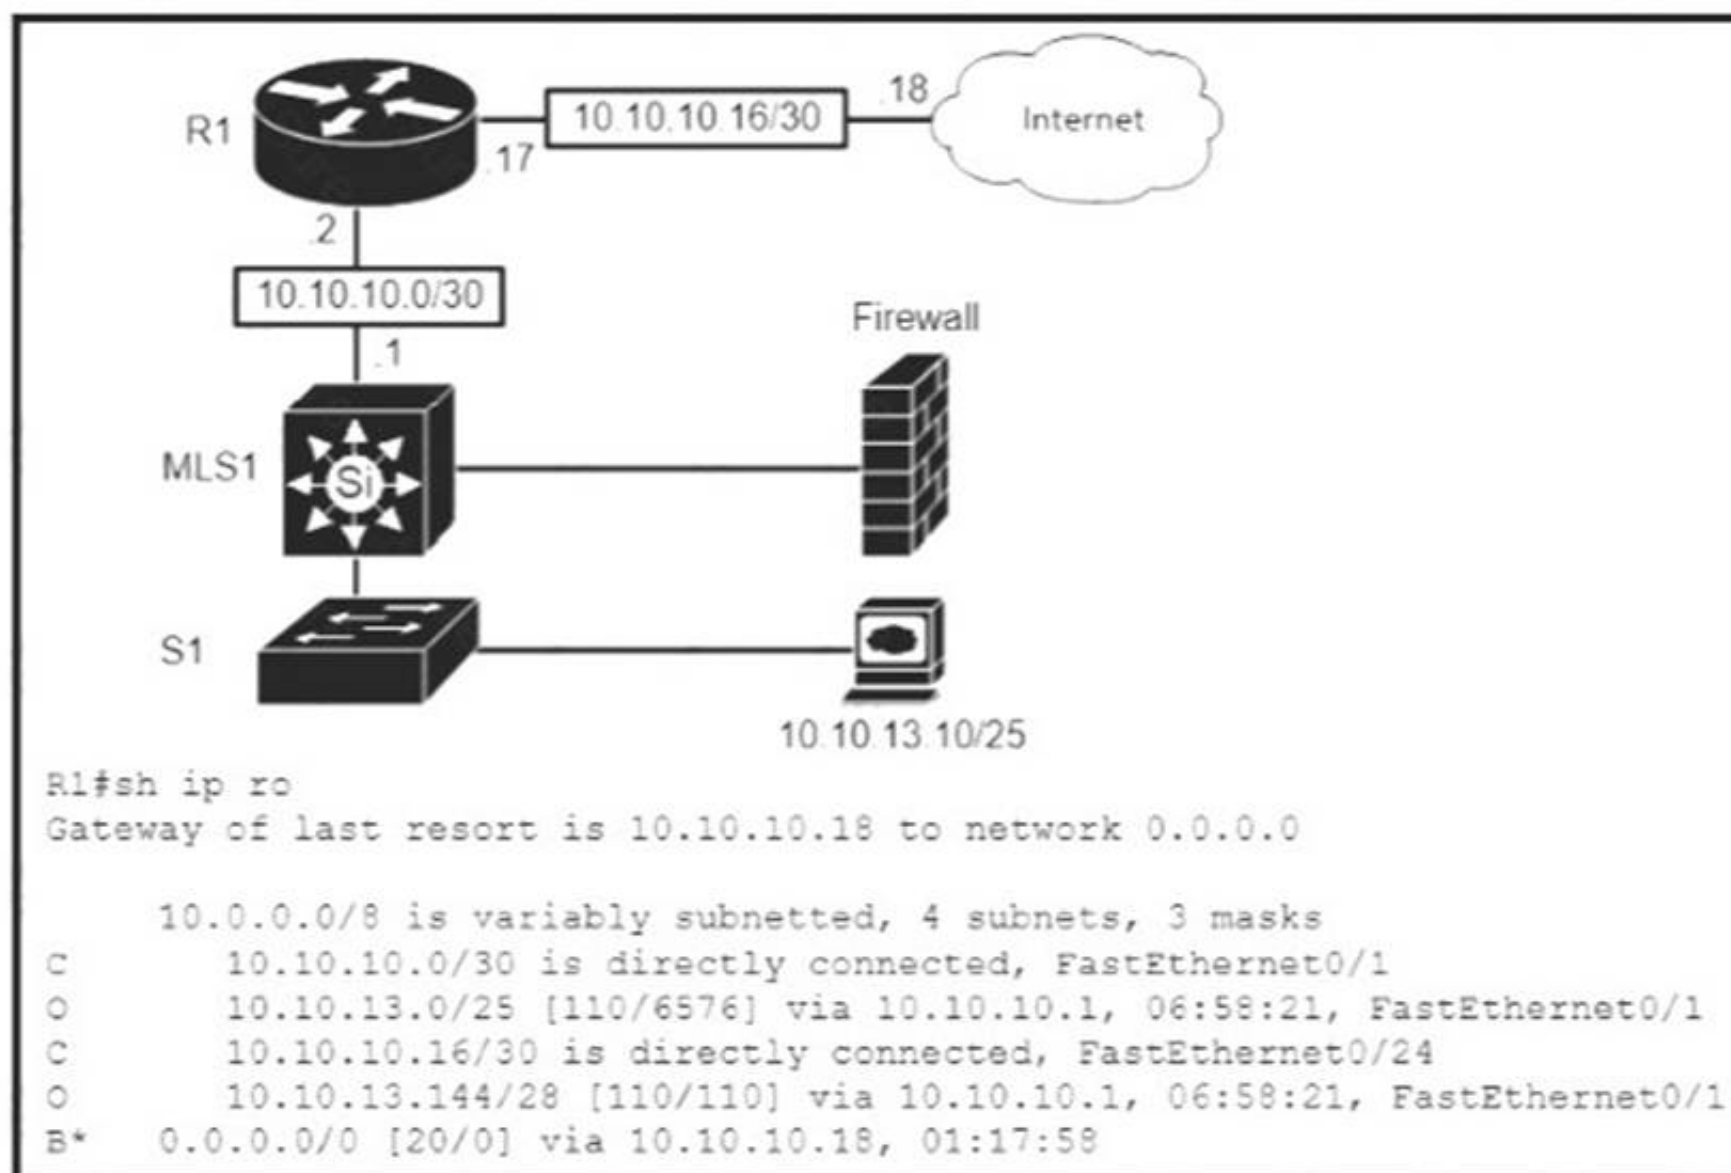 R1
10.10.10.16/30
.18
Internet
.17
.2
10.10.10.0/30
.1
Firewall
MLS1
Si
S1
10.10.13.10/25
R1#sh ip ro
Gateway of last resort is 10.10.10.18 to network 0.0.0.0
10.0.0.0/8 is variably subnetted, 4 subnets, 3 masks
C 10.10.10.0/30 is directly connected, FastEthernet0/1
O 10.10.13.0/25 [110/6576] via 10.10.10.1, 06:58:21, FastEthernet0/1
C 10.10.10.16/30 is directly connected, FastEthernet0/24
O 10.10.13.144/28 [110/110] via 10.10.10.1, 06:58:21, FastEthernet0/1
B* 0.0.0.0/0 [20/0] via 10.10.10.18, 01:17:58